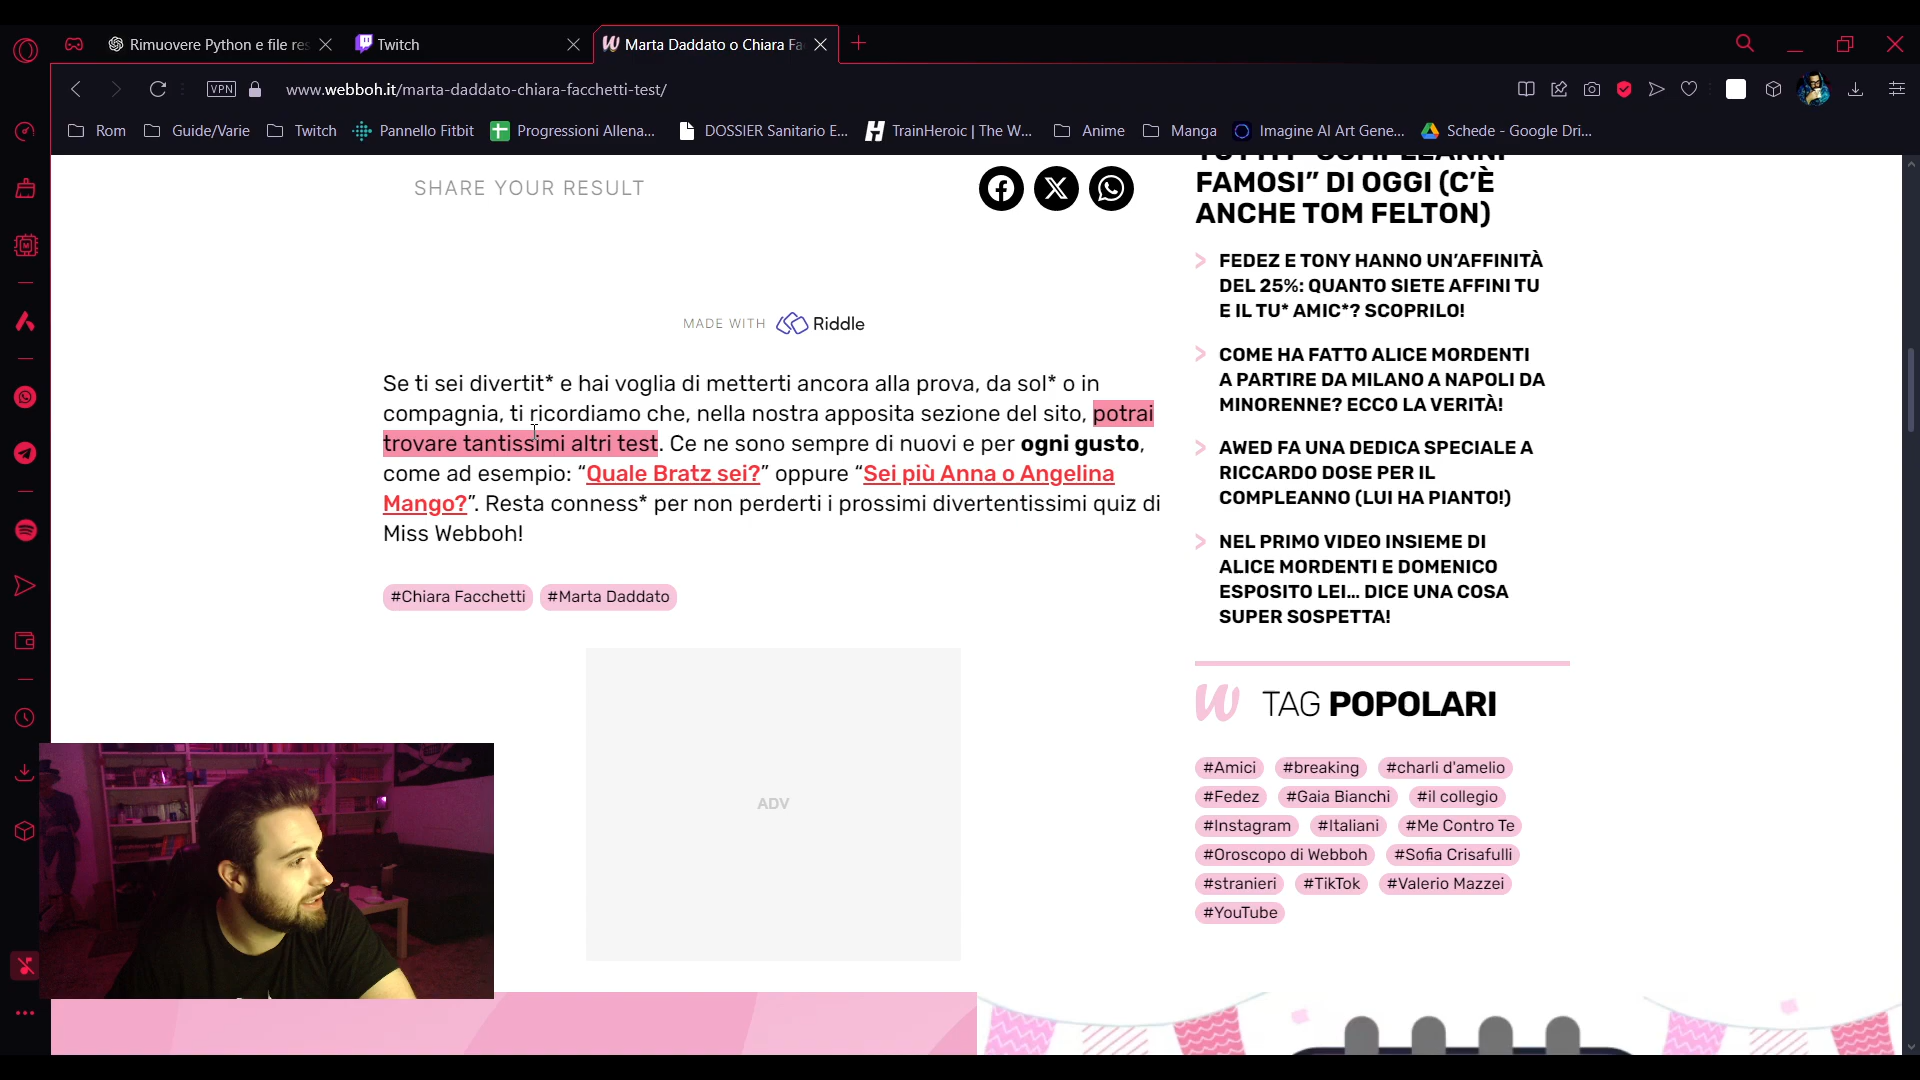 Rimuovere Python e file res
Twitch
Marta Daddato o Chiara Fa
VPN
www.webboh.it/marta-daddato-chiara-facchetti-test/
Rom
Guide/Varie
Twitch
Pannello Fitbit
Progressioni Allena...
DOSSIER Sanitario E...
TrainHeroic | The W...
Anime
Manga
Imagine AI Art Gene...
Schede - Google Dri...
SHARE YOUR RESULT
MADE WITH Riddle
Se ti sei divertit* e hai voglia di metterti ancora alla prova, da sol* o in
compagnia, ti ricordiamo che, nella nostra apposita sezione del sito, potrai
trovare tantissimi altri test. Ce ne sono sempre di nuovi e per ogni gusto,
come ad esempio: “Quale Bratz sei?” oppure “Sei più Anna o Angelina
Mango?”. Resta conness* per non perderti i prossimi divertentissimi quiz di
Miss Webboh!
#Chiara Facchetti #Marta Daddato
ADV
TUTTI I “COMPLEANNI
FAMOSI” DI OGGI (C’È
ANCHE TOM FELTON)
FEDEZ E TONY HANNO UN’AFFINITÀ
DEL 25%: QUANTO SIETE AFFINI TU
E IL TU* AMIC*? SCOPRILO!
COME HA FATTO ALICE MORDENTI
A PARTIRE DA MILANO A NAPOLI DA
MINORENNE? ECCO LA VERITÀ!
AWED FA UNA DEDICA SPECIALE A
RICCARDO DOSE PER IL
COMPLEANNO (LUI HA PIANTO!)
NEL PRIMO VIDEO INSIEME DI
ALICE MORDENTI E DOMENICO
ESPOSITO LEI... DICE UNA COSA
SUPER SOSPETTA!
W TAG POPOLARI
#Amici #breaking #charli d'amelio
#Fedez #Gaia Bianchi #il collegio
#Instagram #Italiani #Me Contro Te
#Oroscopo di Webboh #Sofia Crisafulli
#stranieri #TikTok #Valerio Mazzei
#YouTube